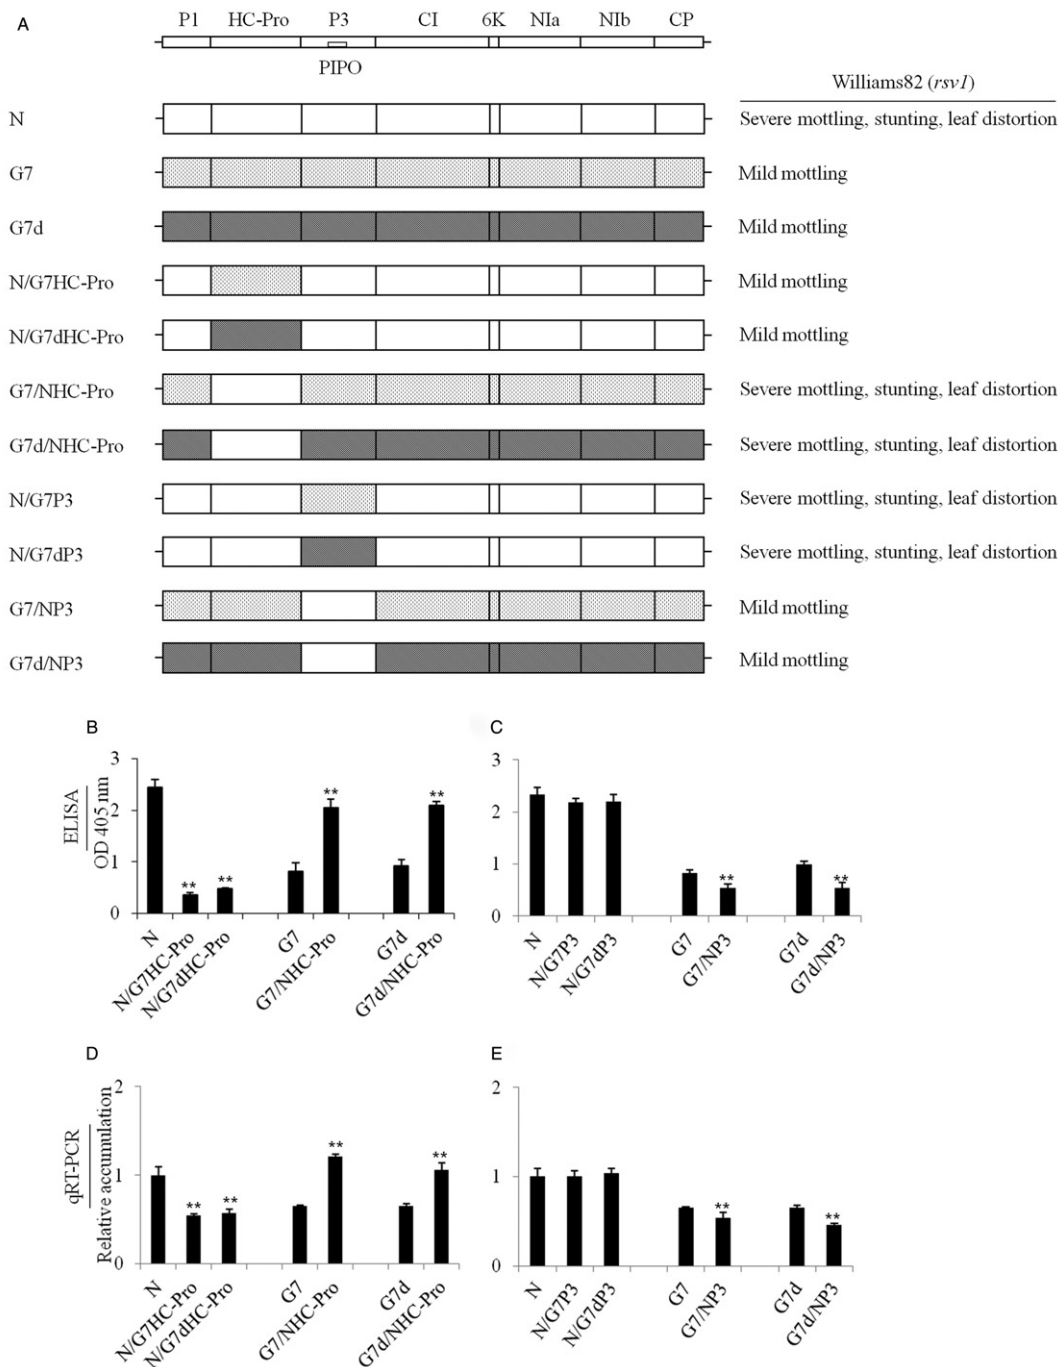 A
P1 HC-Pro P3 CI 6K NIa NIb CP
PIPO
Williams82 (rsv1)
N Severe mottling, stunting, leaf distortion
G7 Mild mottling
G7d Mild mottling
N/G7HC-Pro Mild mottling
N/G7dHC-Pro Mild mottling
G7/NHC-Pro Severe mottling, stunting, leaf distortion
G7d/NHC-Pro Severe mottling, stunting, leaf distortion
N/G7P3 Severe mottling, stunting, leaf distortion
N/G7dP3 Severe mottling, stunting, leaf distortion
G7/NP3 Mild mottling
G7d/NP3 Mild mottling
B
ELISA
OD 405 nm
3
2
1
0
**
**
**
**
N
N/G7HC-Pro
N/G7dHC-Pro
G7
G7/NHC-Pro
G7d
G7d/NHC-Pro
C
3
2
1
0
**
**
N
N/G7P3
N/G7dP3
G7
G7/NP3
G7d
G7d/NP3
D
qRT-PCR
Relative accumulation
2
1
0
**
**
**
**
N
N/G7HC-Pro
N/G7dHC-Pro
G7
G7/NHC-Pro
G7d
G7d/NHC-Pro
E
2
1
0
**
**
N
N/G7P3
N/G7dP3
G7
G7/NP3
G7d
G7d/NP3